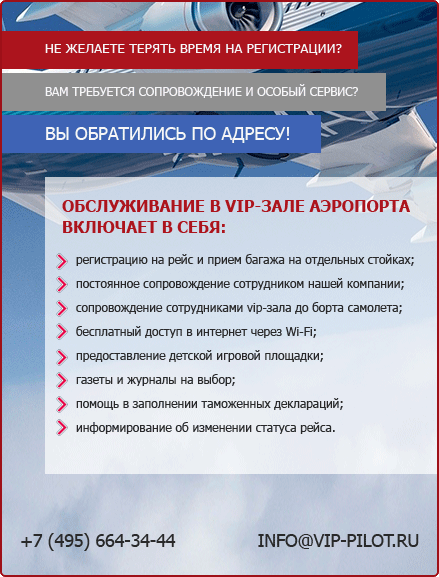 НЕ ЖЕЛАЕТЕ ТЕРЯТЬ ВРЕМЯ НА РЕГИСТРАЦИИ?
ВАМ ТРЕБУЕТСЯ СОПРОВОЖДЕНИЕ И ОСОБЫЙ СЕРВИС?
ВЫ ОБРАТИЛИСЬ ПО АДРЕСУ!
ОБСЛУЖИВАНИЕ В VIP-ЗАЛЕ АЭРОПОРТА
ВКЛЮЧАЕТ В СЕБЯ:
регистрацию на рейс и прием багажа на отдельных стойках;
постоянное сопровождение сотрудником нашей компании;
сопровождение сотрудниками vip-зала до борта самолета;
бесплатный доступ в интернет через Wi-Fi;
предоставление детской игровой площадки;
газеты и журналы на выбор;
помощь в заполнении таможенных деклараций;
информирование об изменении статуса рейса.
+7 (495) 664-34-44
INFO@VIP-PILOT.RU